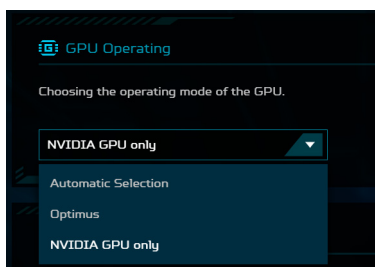 GPU Operating
Choosing the operating mode of the GPU.
NVIDIA GPU only
Automatic Selection
Optimus
NVIDIA GPU only